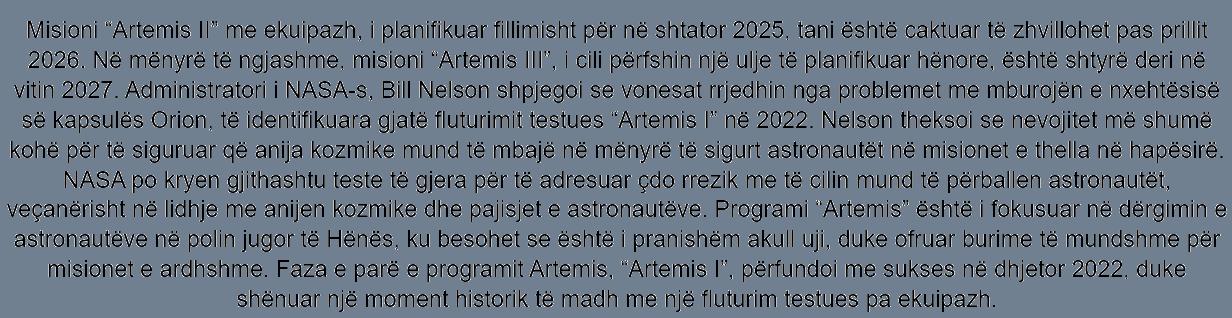 Misioni “Artemis II” me ekuipazh, i planifikuar fillimisht për në shtator 2025, tani është caktuar të zhvillohet pas prillit
2026. Në mënyrë të ngjashme, misioni “Artemis III”, i cili përfshin një ulje të planifikuar hënore, është shtyrë deri në
vitin 2027. Administratori i NASA-s, Bill Nelson shpjegoi se vonesat rrjedhin nga problemet me mburojën e nxehtësisë
së kapsulës Orion, të identifikuara gjatë fluturimit testues “Artemis I” në 2022. Nelson theksoi se nevojitet më shumë
kohë për të siguruar që anija kozmike mund të mbajë në mënyrë të sigurt astronautët në misionet e thella në hapësirë.
NASA po kryen gjithashtu teste të gjera për të adresuar çdo rrezik me të cilin mund të përballen astronautët,
veçanërisht në lidhje me anijen kozmike dhe pajisjet e astronautëve. Programi “Artemis” është i fokusuar në dërgimin e
astronautëve në polin jugor të Hënës, ku besohet se është i pranishëm akull uji, duke ofruar burime të mundshme për
misionet e ardhshme. Faza e parë e programit Artemis, “Artemis I”, përfundoi me sukses në dhjetor 2022, duke
shënuar një moment historik të madh me një fluturim testues pa ekuipazh.